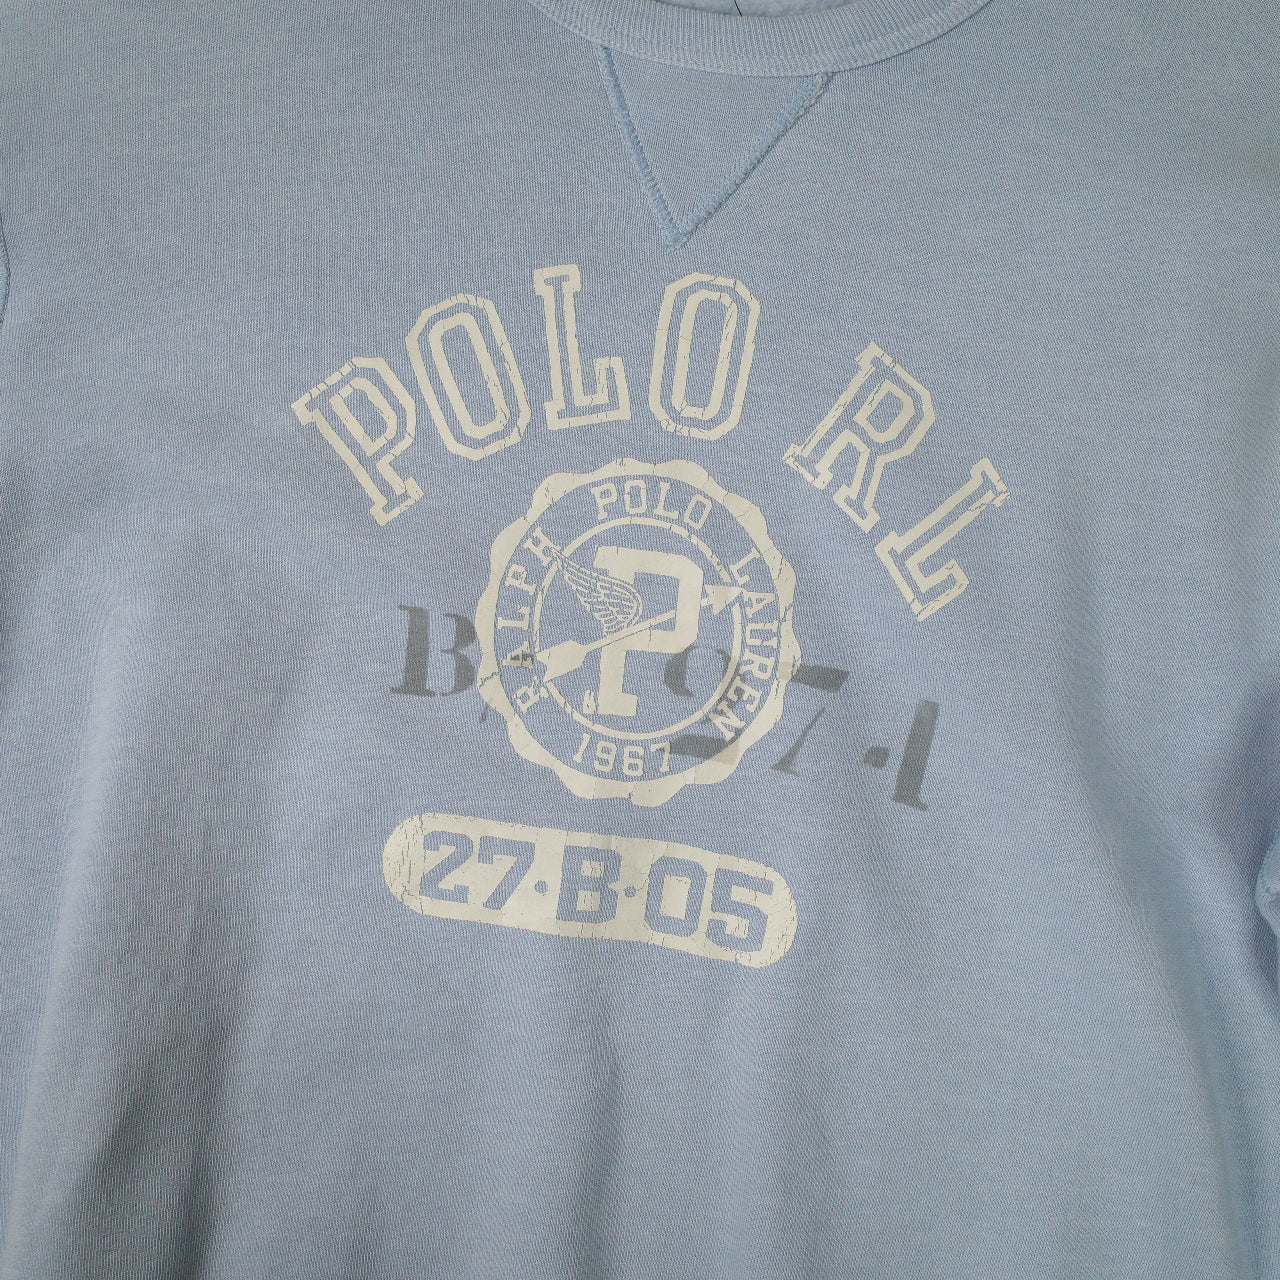 POLO RL
POLO
RALPH LAUREN
P
1967
27·B·05